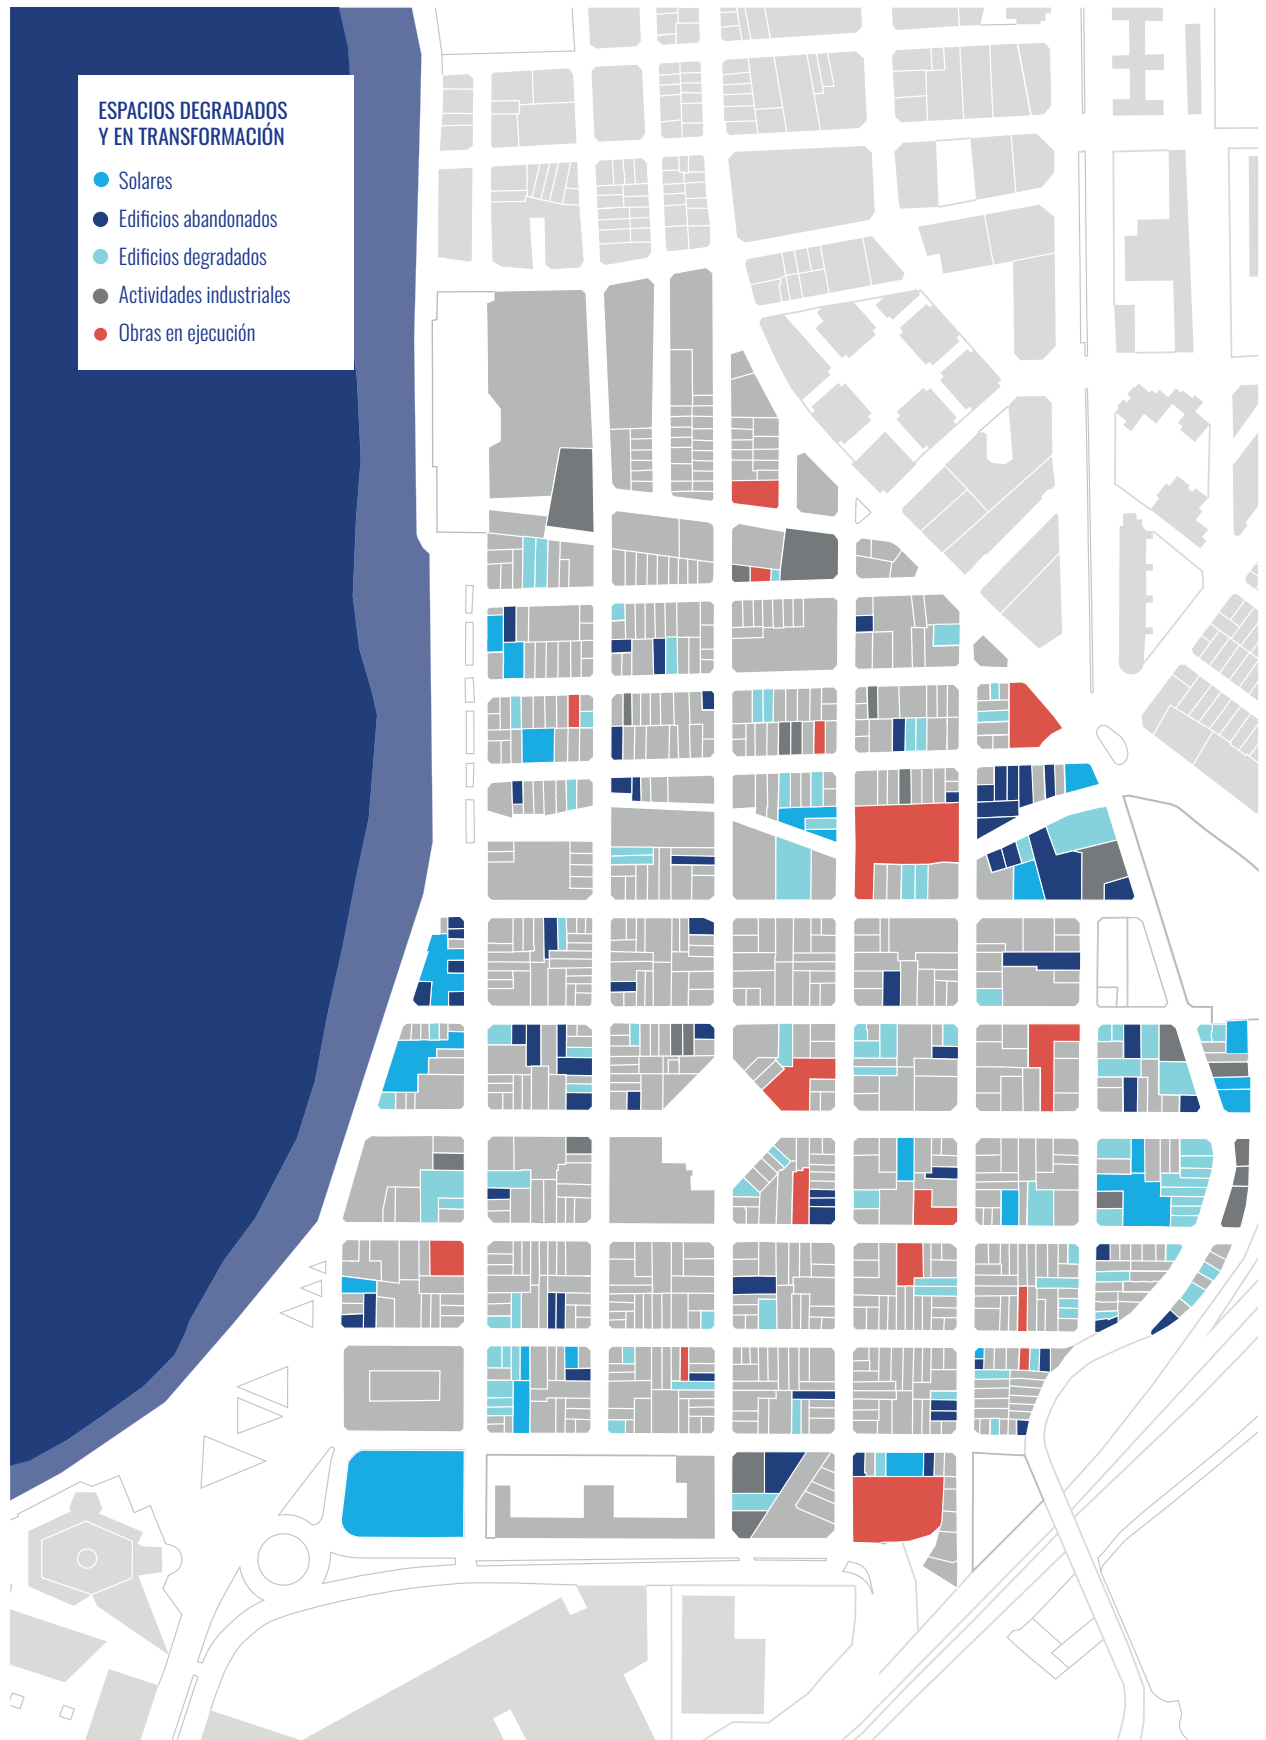 ESPACIOS DEGRADADOS
Y EN TRANSFORMACIÓN
Solares
Edificios abandonados
Edificios degradados
Actividades industriales
Obras en ejecución